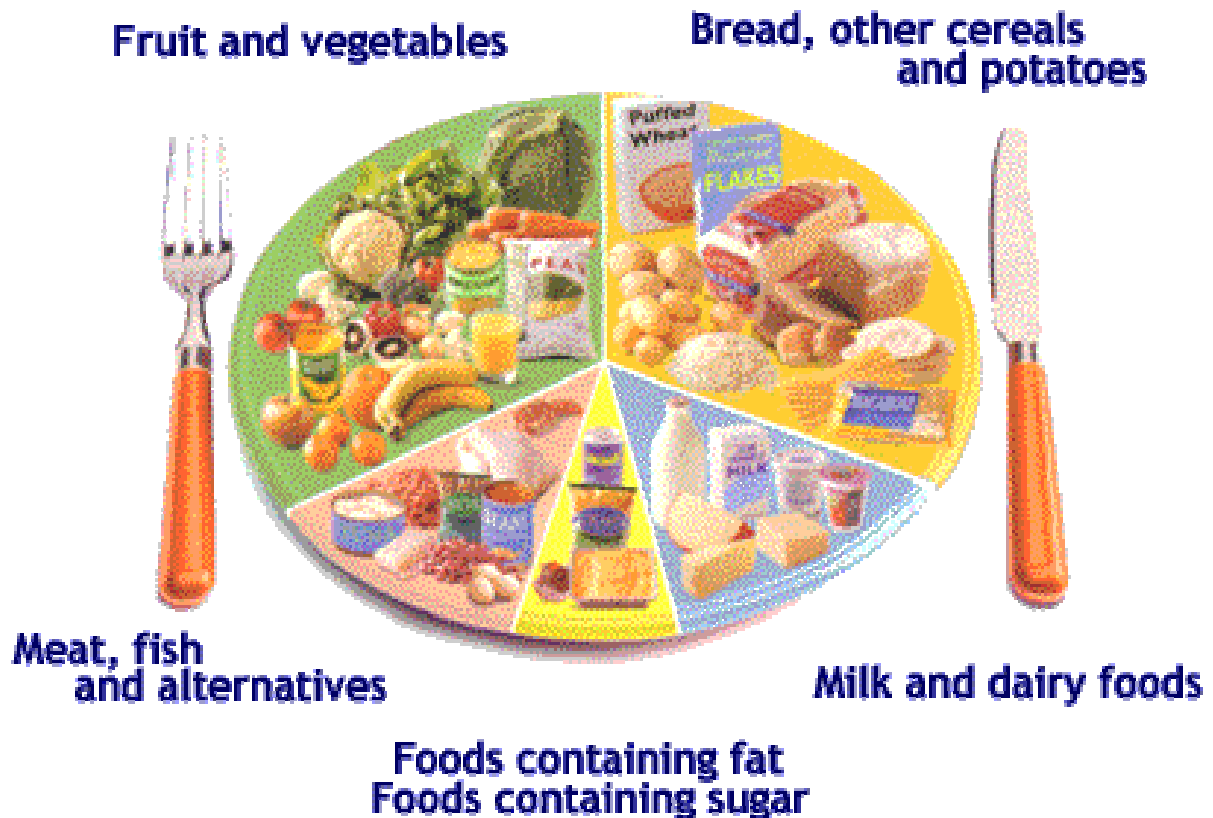 Fruit and vegetables
Bread, other cereals
and potatoes
Puffed
Wheat
FLAKES
PEAS
MILK
Meat, fish
and alternatives
Milk and dairy foods
Foods containing fat
Foods containing sugar